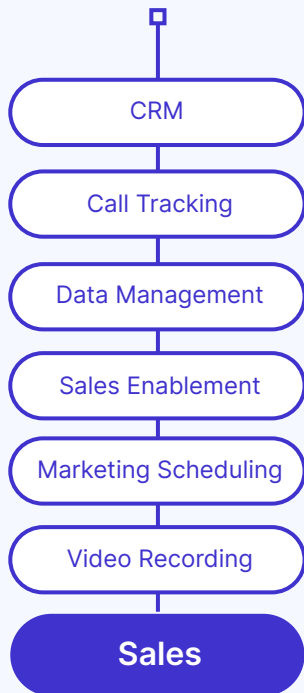 CRM
Call Tracking
Data Management
Sales Enablement
Marketing Scheduling
Video Recording
Sales